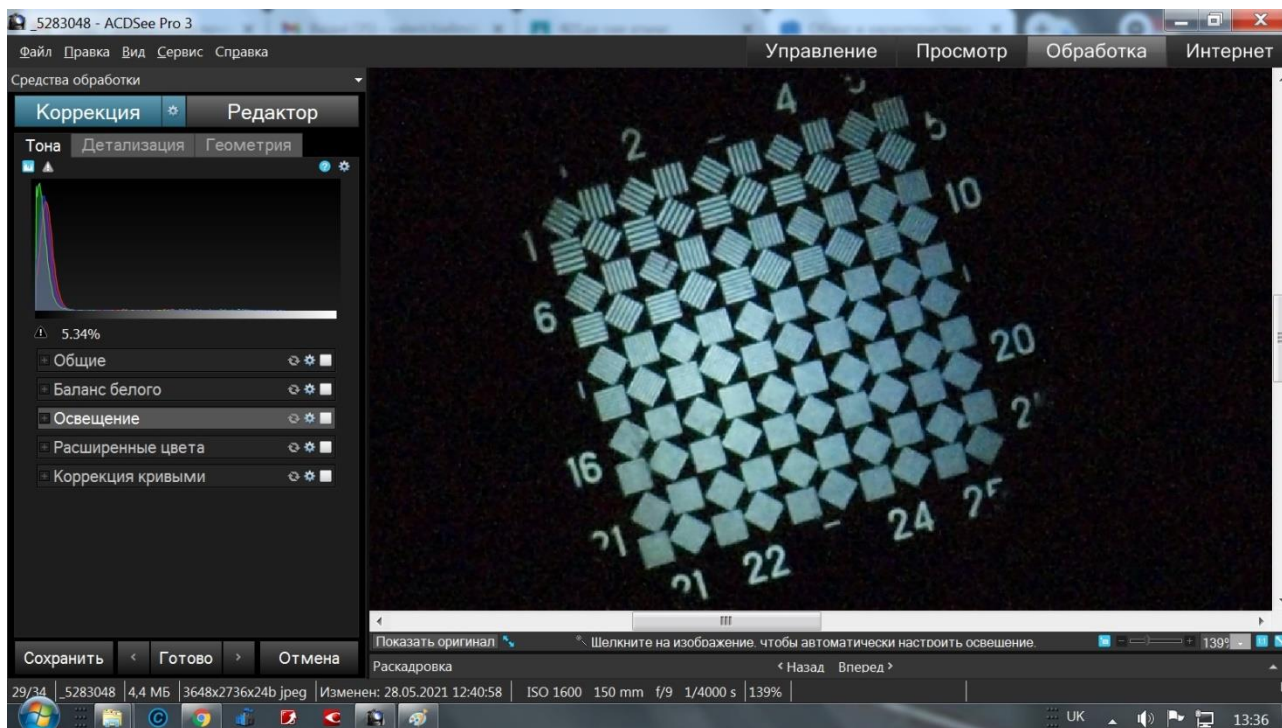 _5283048 - ACDSee Pro 3
Файл Правка Вид Сервис Справка
Управление Просмотр Обработка Интернет
Средства обработки
Коррекция Редактор
Тона Детализация Геометрия
5.34%
Общие
Баланс белого
Освещение
Расширенные цвета
Коррекция кривыми
2 4 5
1 10
6 20
16
21 22 24 25
21
Показать оригинал Щелкните на изображение, чтобы автоматически настроить освещение. 139%
Сохранить < Готово > Отмена
Раскадровка < Назад Вперед >
29/34 _5283048 4,4 МБ 3648x2736x24b jpeg Изменен: 28.05.2021 12:40:58 ISO 1600 150 mm f/9 1/4000 s 139%
UK 13:36